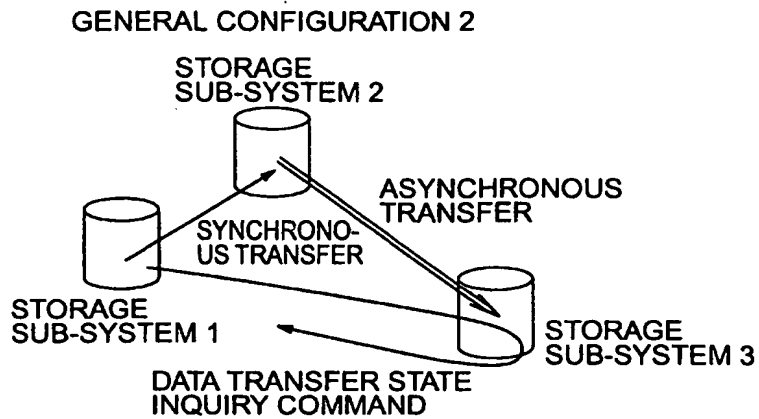 GENERAL CONFIGURATION 2
STORAGE
SUB-SYSTEM 2
ASYNCHRONOUS
TRANSFER
SYNCHRONO-
US TRANSFER
STORAGE
SUB-SYSTEM 1
STORAGE
SUB-SYSTEM 3
DATA TRANSFER STATE
INQUIRY COMMAND